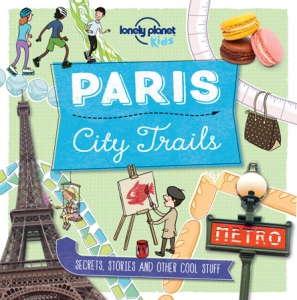 lonely planet
Kids
PARIS
City Trails
METRO
SECRETS, STORIES AND OTHER COOL STUFF